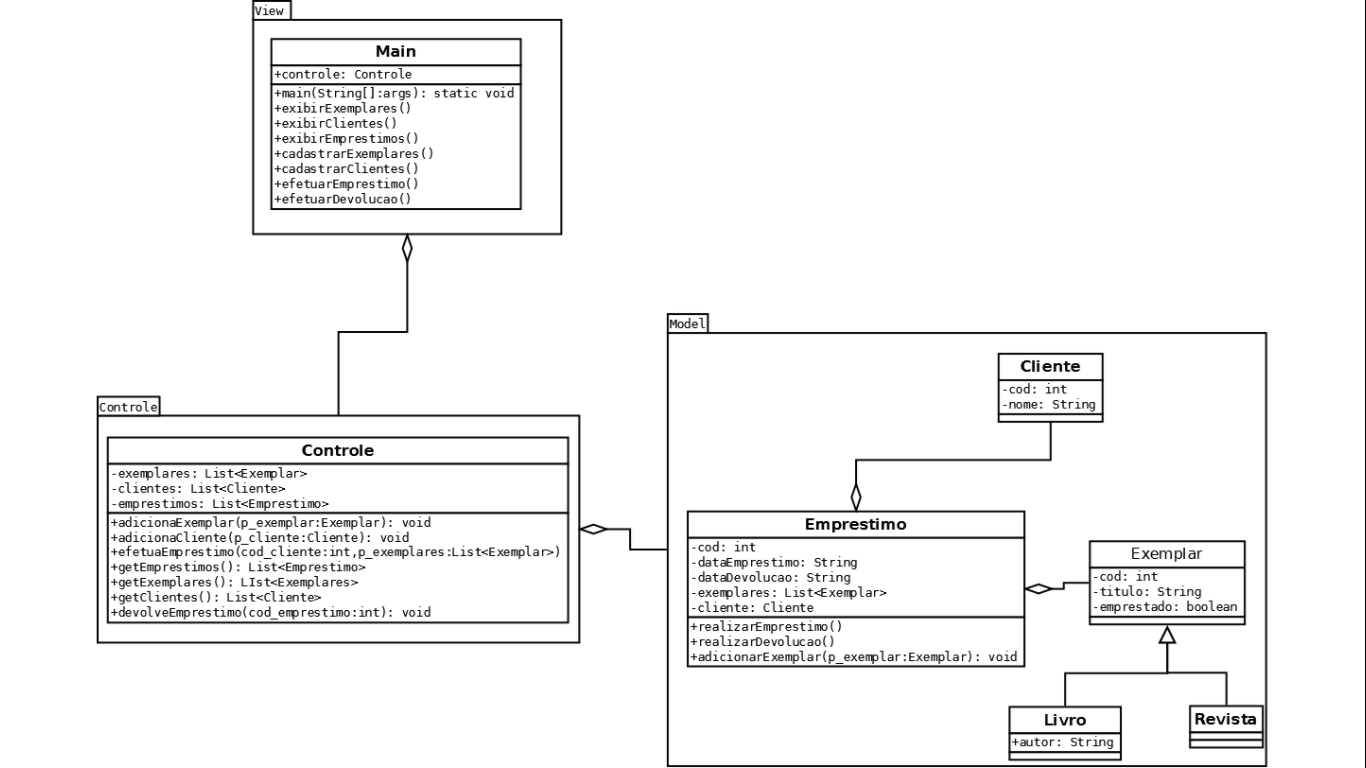 View
Main
+controle: Controle
+main(String[]:args): static void
+exibirExemplares()
+exibirClientes()
+exibirEmprestimos()
+cadastrarExemplares()
+cadastrarClientes()
+efetuarEmprestimo()
+efetuarDevolucao()
Controle
Controle
-exemplares: List<Exemplar>
-clientes: List<Cliente>
-emprestimos: List<Emprestimo>
+adicionaExemplar(p_exemplar:Exemplar): void
+adicionaCliente(p_cliente:Cliente): void
+efetuaEmprestimo(cod_cliente:int,p_exemplares:List<Exemplar>)
+getEmprestimos(): List<Emprestimo>
+getExemplares(): LIst<Exemplares>
+getClientes(): List<Cliente>
+devolveEmprestimo(cod_emprestimo:int): void
Model
Cliente
-cod: int
-nome: String
Emprestimo
-cod: int
-dataEmprestimo: String
-dataDevolucao: String
-exemplares: List<Exemplar>
-cliente: Cliente
+realizarEmprestimo()
+realizarDevolucao()
+adicionarExemplar(p_exemplar:Exemplar): void
Exemplar
-cod: int
-titulo: String
-emprestado: boolean
Livro
+autor: String
Revista